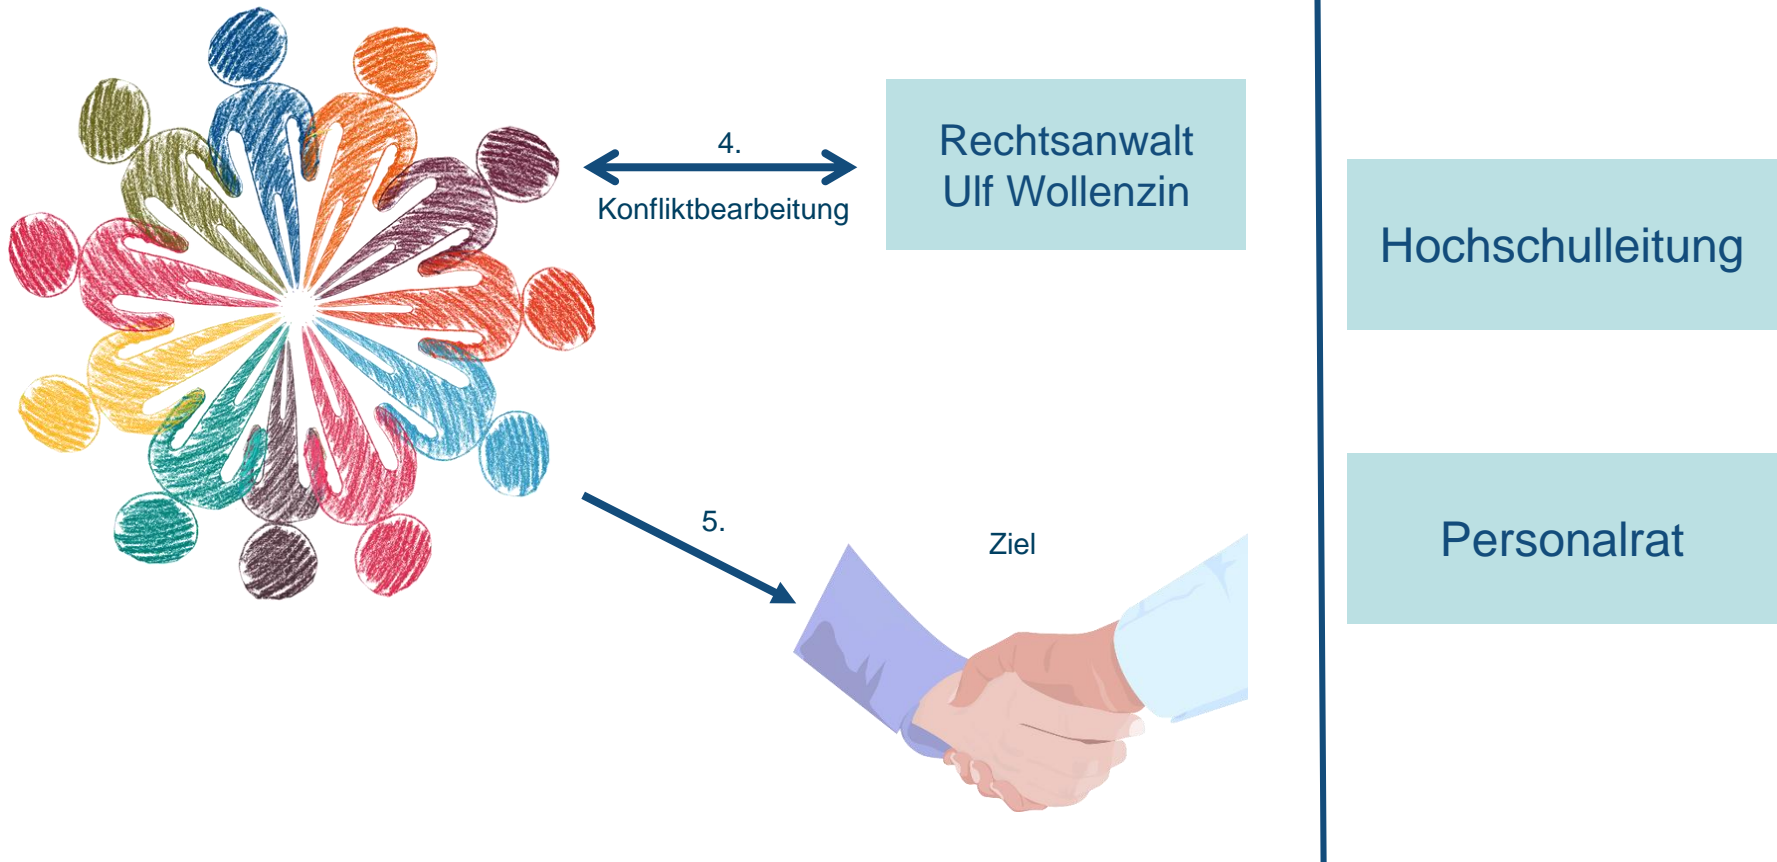 4.
Konfliktbearbeitung
Rechtsanwalt
Ulf Wollenzin
Hochschulleitung
5.
Ziel
Personalrat